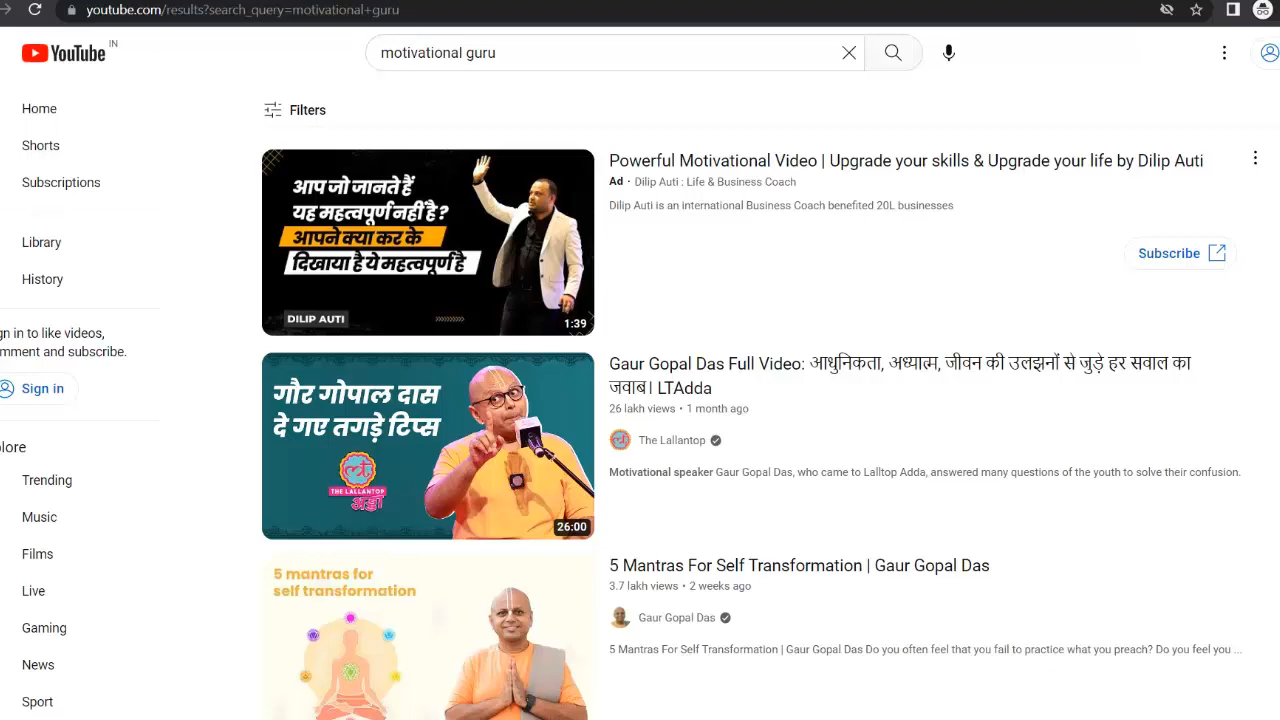 youtube.com/results?search_query=motivational+guru
YouTube IN
motivational guru
Home
Shorts
Subscriptions
Library
History
gn in to like videos,
mment and subscribe.
Sign in
lore
Trending
Music
Films
Live
Gaming
News
Sport
Filters
आप जो जानते हैं
यह महत्वपूर्ण नहीं है ?
आपने क्या कर के
दिखाया है ये महत्वपूर्ण है
DILIP AUTI
1:39
Powerful Motivational Video | Upgrade your skills & Upgrade your life by Dilip Auti
Ad · Dilip Auti : Life & Business Coach
Dilip Auti is an international Business Coach benefited 20L businesses
Subscribe
गौर गोपाल दास
दे गए तगड़े टिप्स
THE LALLANTOP
अड्डा
26:00
Gaur Gopal Das Full Video: आधुनिकता, अध्यात्म, जीवन की उलझनों से जुड़े हर सवाल का
जवाब। LTAdda
26 lakh views • 1 month ago
The Lallantop
Motivational speaker Gaur Gopal Das, who came to Lalltop Adda, answered many questions of the youth to solve their confusion.
5 mantras for
self transformation
5 Mantras For Self Transformation | Gaur Gopal Das
3.7 lakh views • 2 weeks ago
Gaur Gopal Das
5 Mantras For Self Transformation | Gaur Gopal Das Do you often feel that you fail to practice what you preach? Do you feel you ...